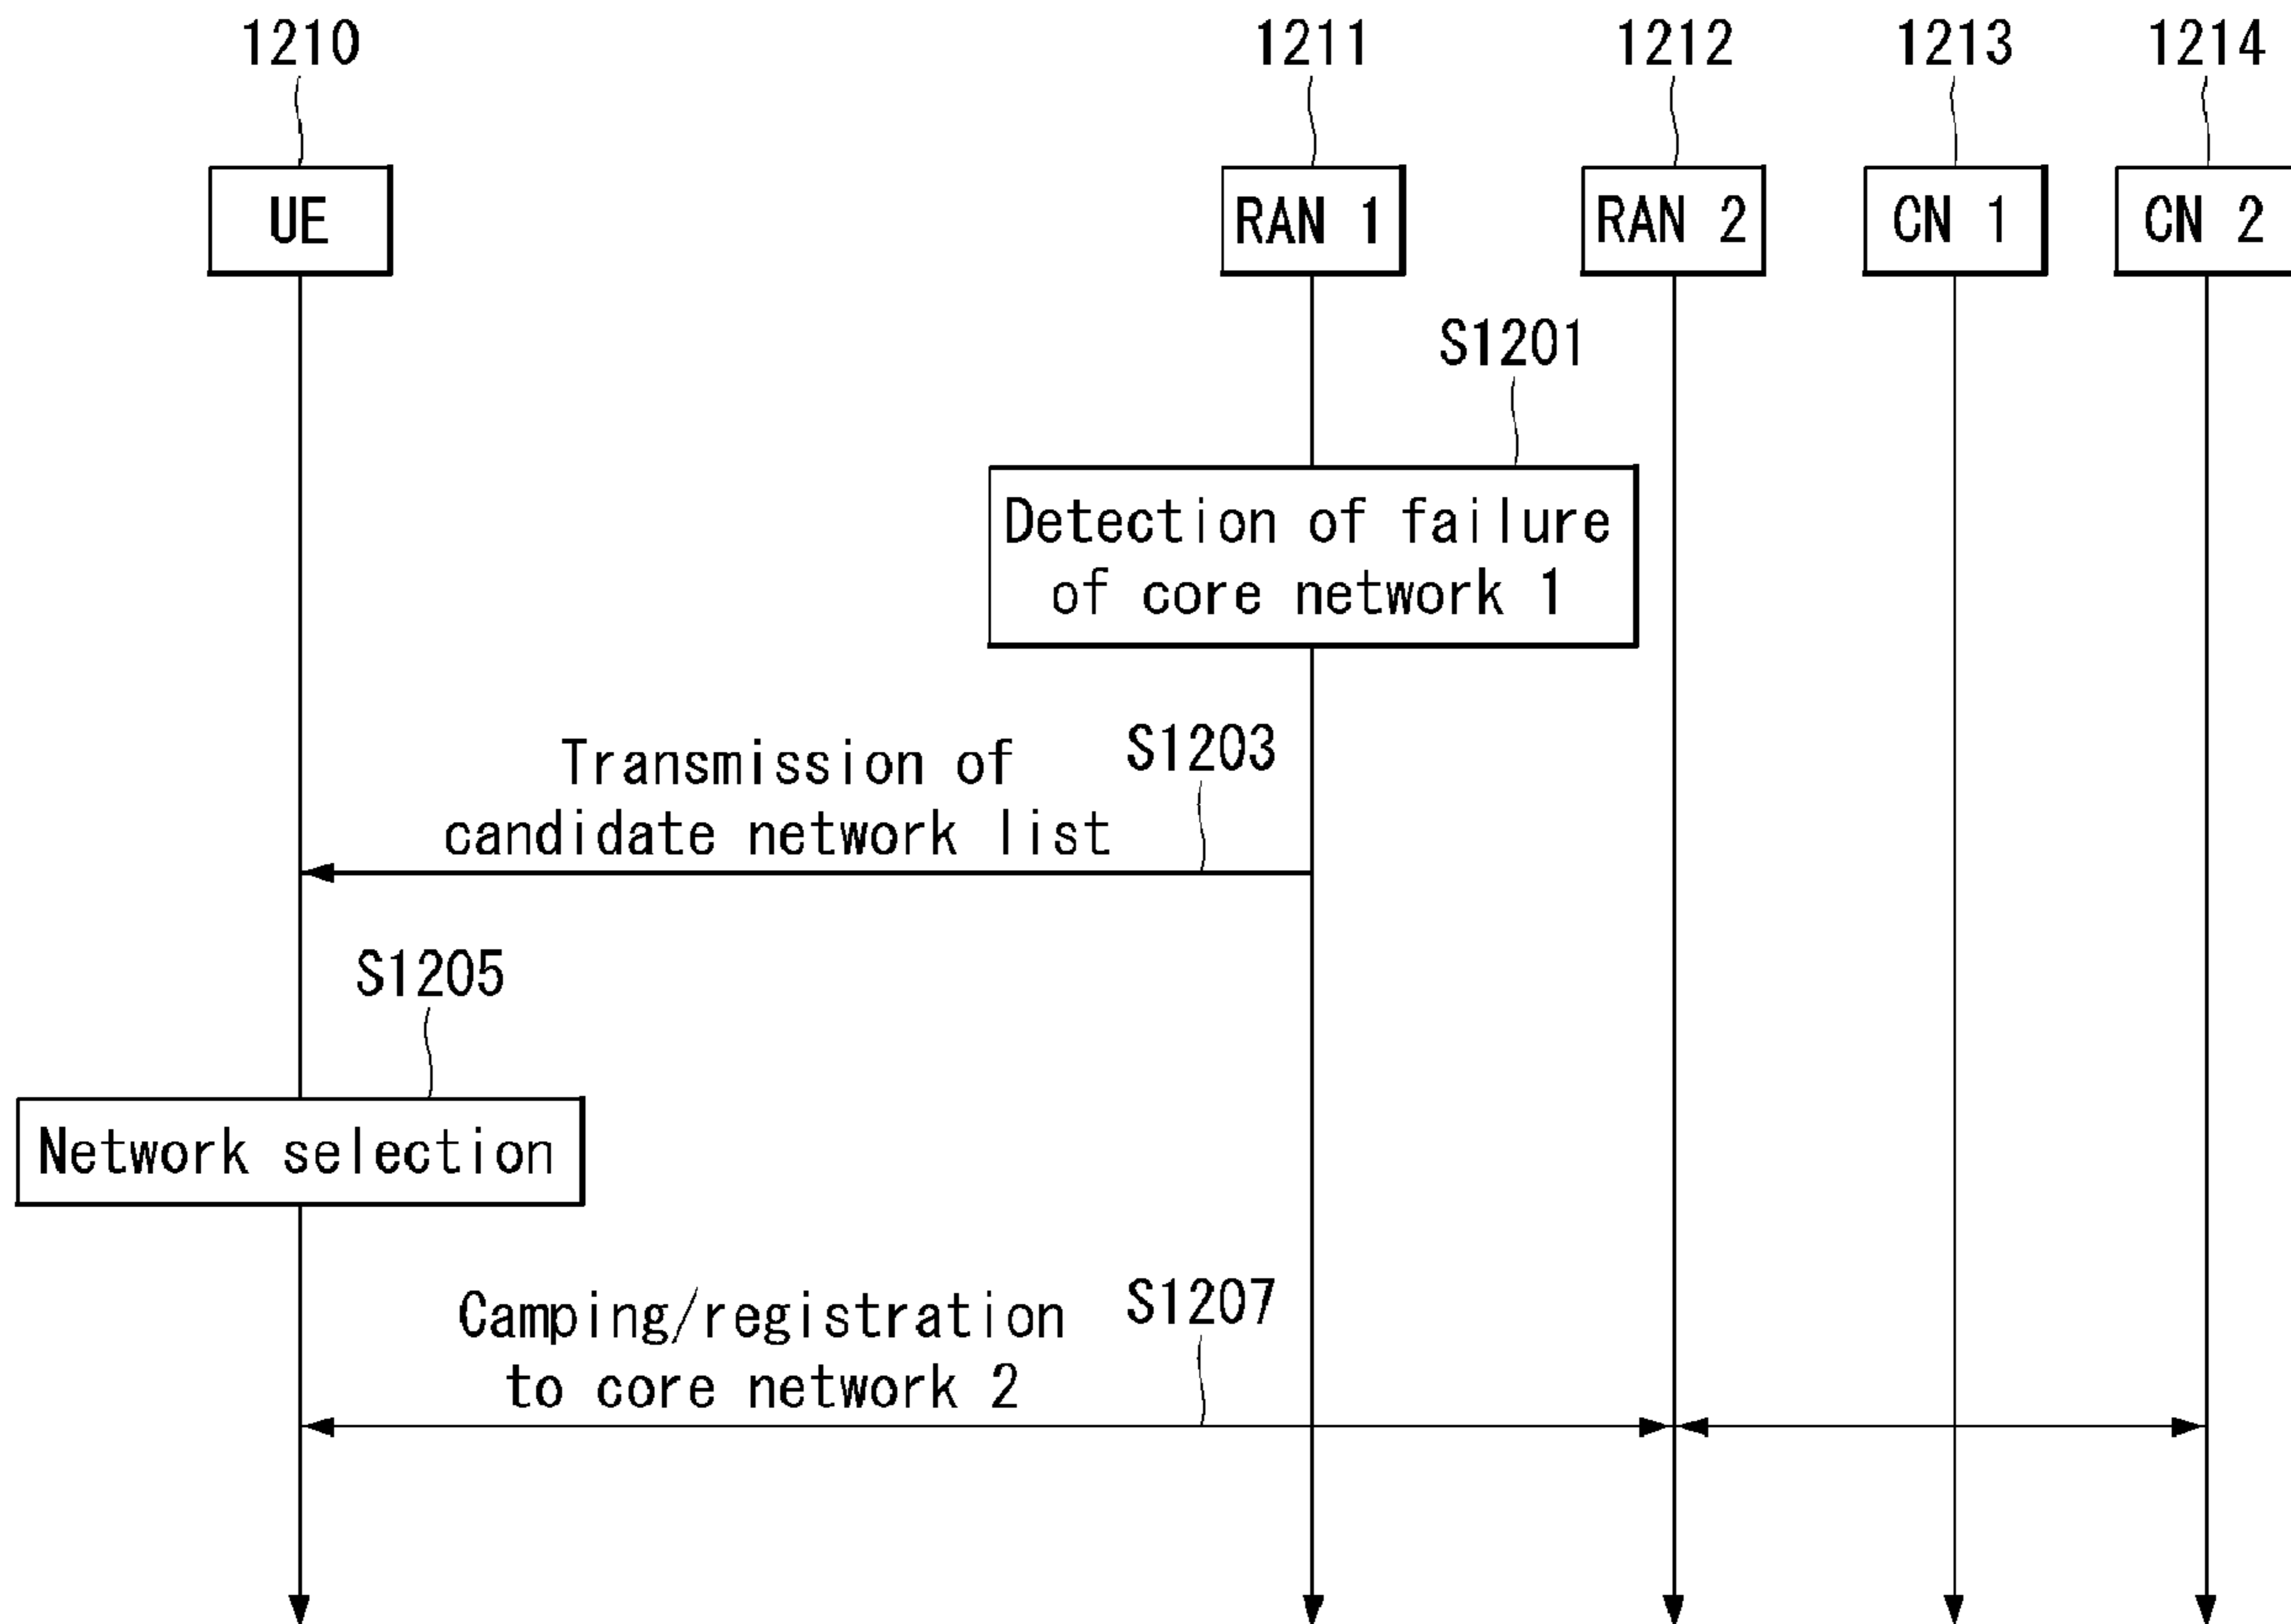 1210
1211
1212
1213
1214
UE
RAN 1
RAN 2
CN 1
CN 2
S1201
Detection of failure
of core network 1
Transmission of
candidate network list
S1203
S1205
Network selection
Camping/registration
to core network 2
S1207